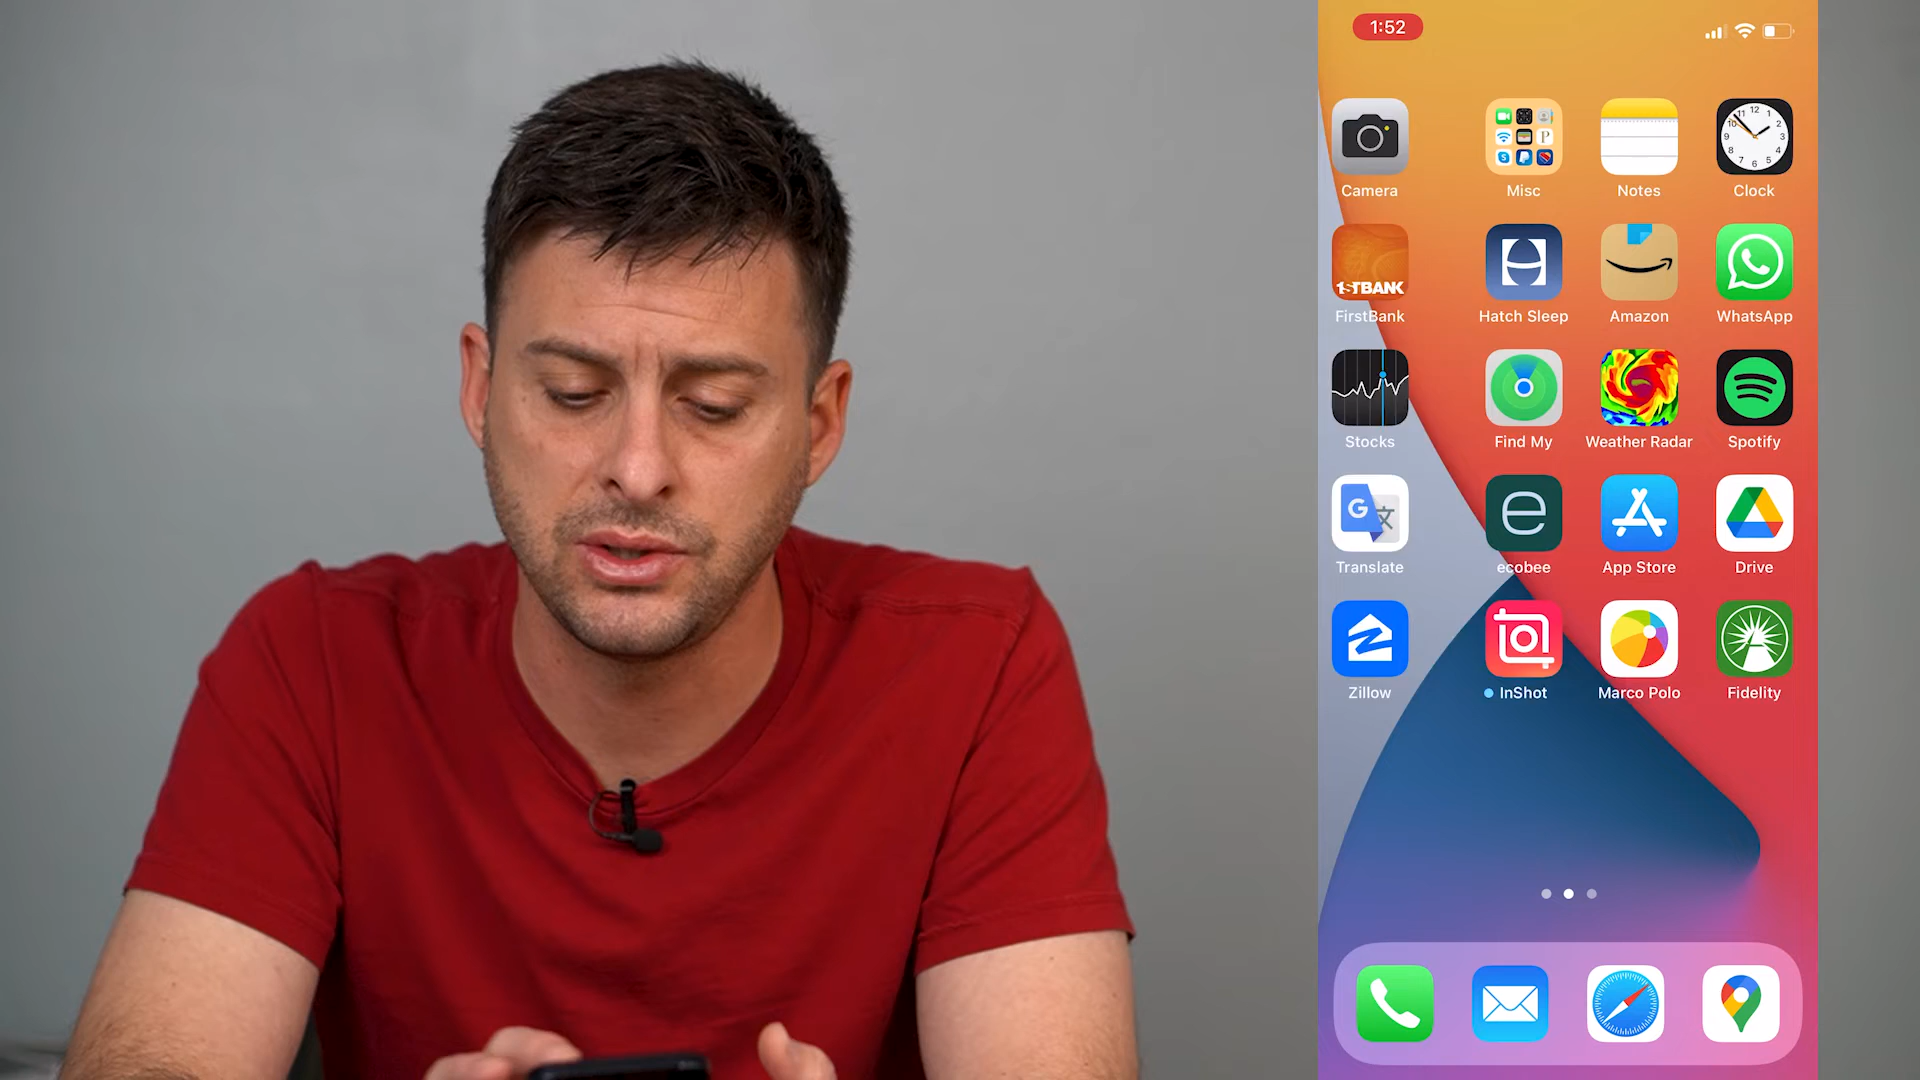 1:52
Camera Misc Notes Clock
1STBANK
FirstBank Hatch Sleep Amazon WhatsApp
Stocks Find My Weather Radar Spotify
G 文 e
Translate ecobee App Store Drive
Zillow InShot Marco Polo Fidelity